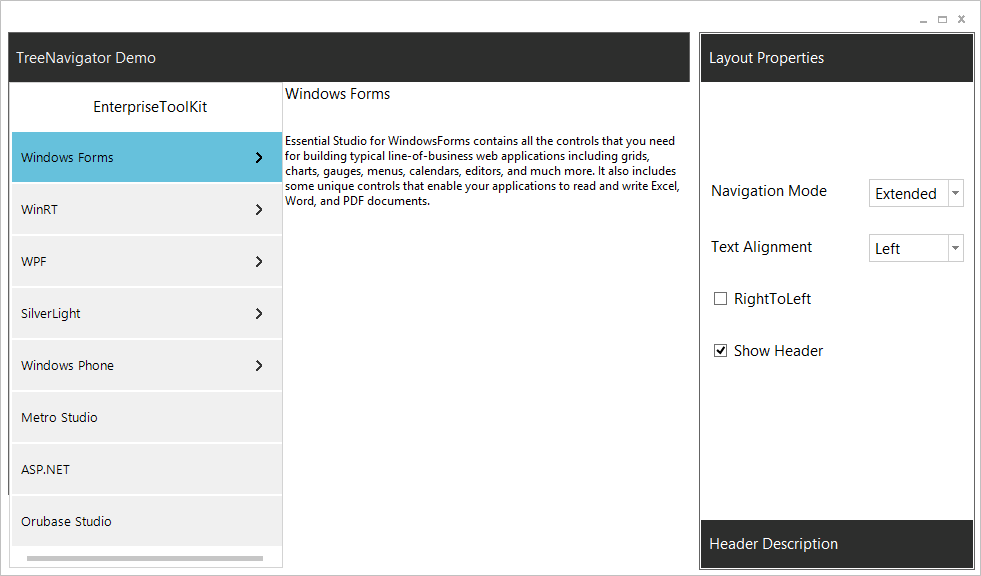 TreeNavigator Demo
EnterpriseToolKit
Windows Forms
WinRT
WPF
SilverLight
Windows Phone
Metro Studio
ASP.NET
Orubase Studio
Windows Forms
Essential Studio for WindowsForms contains all the controls that you need
for building typical line-of-business web applications including grids,
charts, gauges, menus, calendars, editors, and much more. It also includes
some unique controls that enable your applications to read and write Excel,
Word, and PDF documents.
Layout Properties
Navigation Mode Extended
Text Alignment Left
RightToLeft
Show Header
Header Description